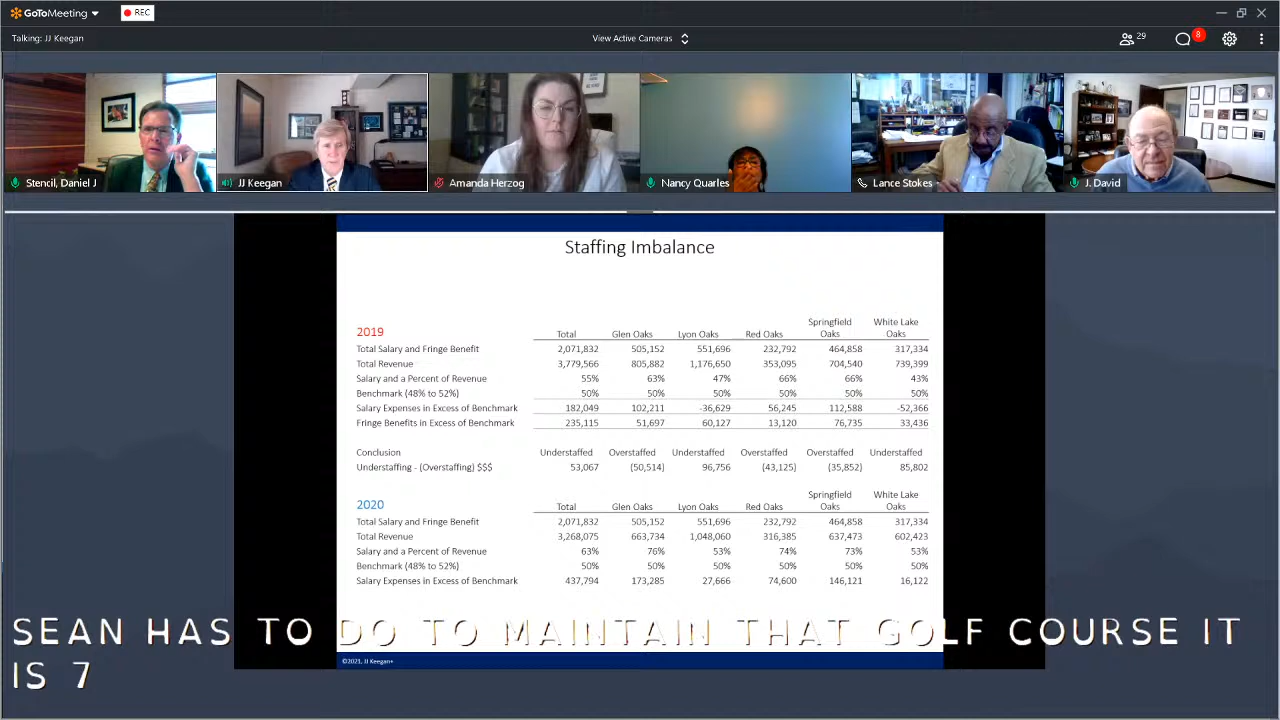 GoToMeeting REC
Talking: JJ Keegan View Active Cameras 29 8
Stencil, Daniel J JJ Keegan Amanda Herzog Nancy Quarles Lance Stokes J. David
Staffing Imbalance
2019 Total Glen Oaks Lyon Oaks Red Oaks Springfield Oaks White Lake Oaks
Total Salary and Fringe Benefit 2,071,832 505,152 551,696 232,792 464,858 317,334
Total Revenue 3,779,566 805,882 1,176,650 353,095 704,540 739,399
Salary and a Percent of Revenue 55% 63% 47% 66% 66% 43%
Benchmark (48% to 52%) 50% 50% 50% 50% 50% 50%
Salary Expenses in Excess of Benchmark 182,049 102,211 -36,629 56,245 112,588 -52,366
Fringe Benefits in Excess of Benchmark 235,115 51,697 60,127 13,120 76,735 33,436
Conclusion Understaffed Overstaffed Understaffed Overstaffed Overstaffed Understaffed
Understaffing - (Overstaffing) $$$ 53,067 (50,514) 96,756 (43,125) (35,852) 85,802
2020 Total Glen Oaks Lyon Oaks Red Oaks Springfield Oaks White Lake Oaks
Total Salary and Fringe Benefit 2,071,832 505,152 551,696 232,792 464,858 317,334
Total Revenue 3,268,075 663,734 1,048,060 316,385 637,473 602,423
Salary and a Percent of Revenue 63% 76% 53% 74% 73% 53%
Benchmark (48% to 52%) 50% 50% 50% 50% 50% 50%
Salary Expenses in Excess of Benchmark 437,794 173,285 27,666 74,600 146,121 16,122
SEAN HAS TO DO TO MAINTAIN THAT GOLF COURSE IT
IS 7
©2021, JJ Keegan+